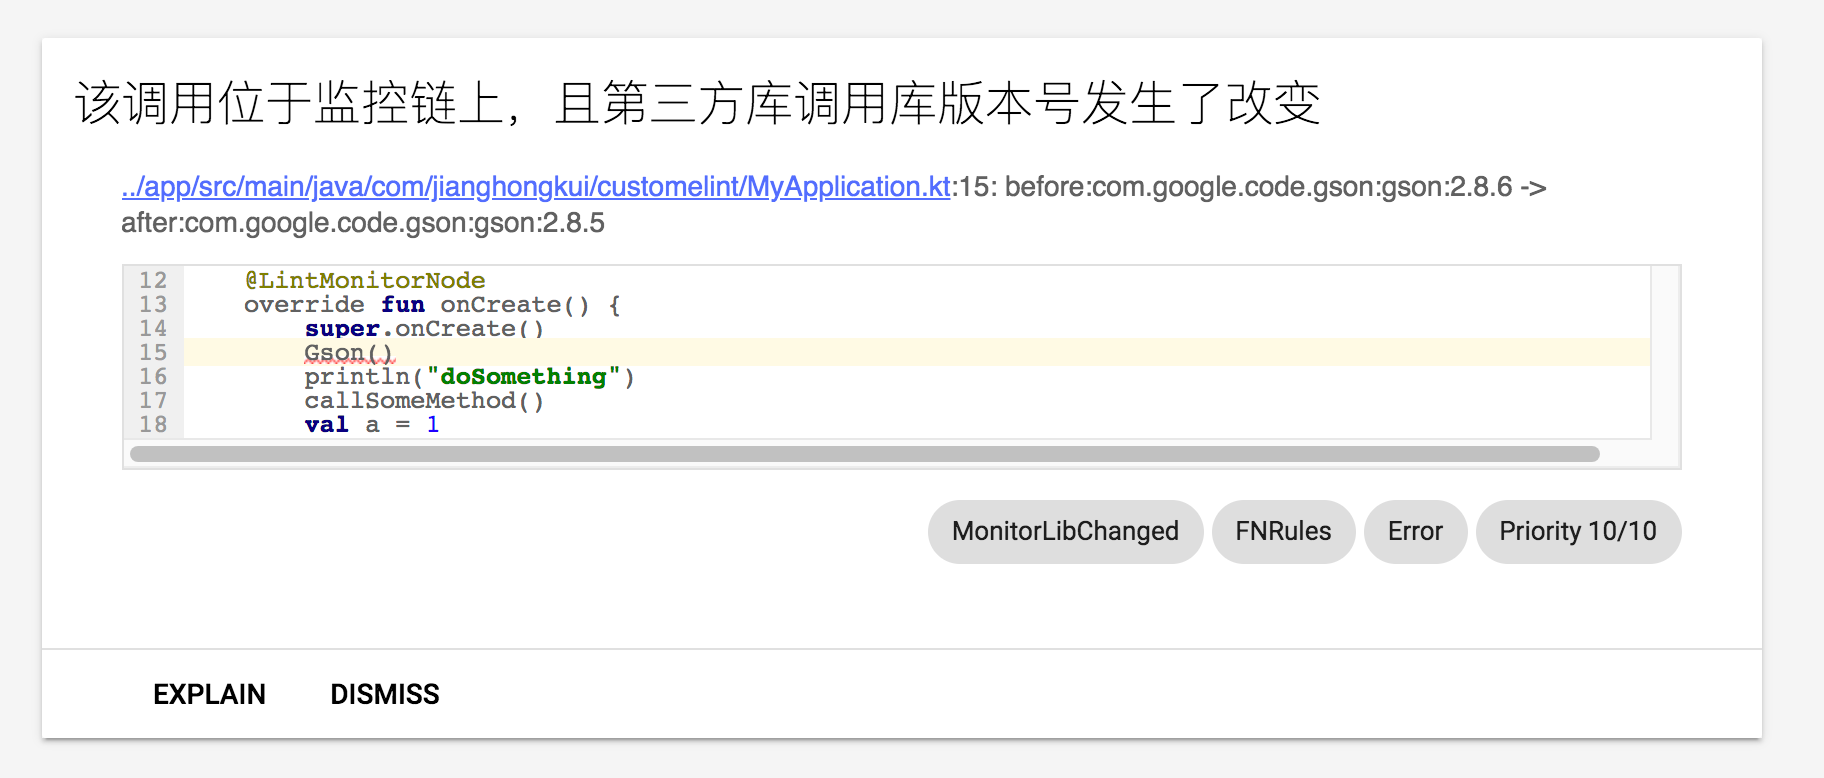 该调用位于监控链上，且第三方库调用库版本号发生了改变
../app/src/main/java/com/jianghongkui/customelint/MyApplication.kt:15: before:com.google.code.gson:gson:2.8.6 ->
after:com.google.code.gson:gson:2.8.5
12     @LintMonitorNode
13     override fun onCreate() {
14         super.onCreate()
15         Gson()
16         println("doSomething")
17         callSomeMethod()
18         val a = 1
MonitorLibChanged FNRules Error Priority 10/10
EXPLAIN DISMISS